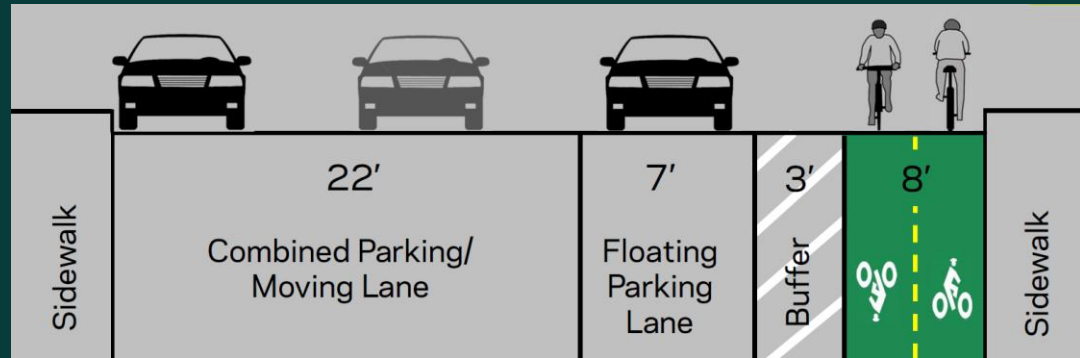 22'
7'
3'
8'
Sidewalk
Combined Parking/
Moving Lane
Floating
Parking
Lane
Buffer
Sidewalk